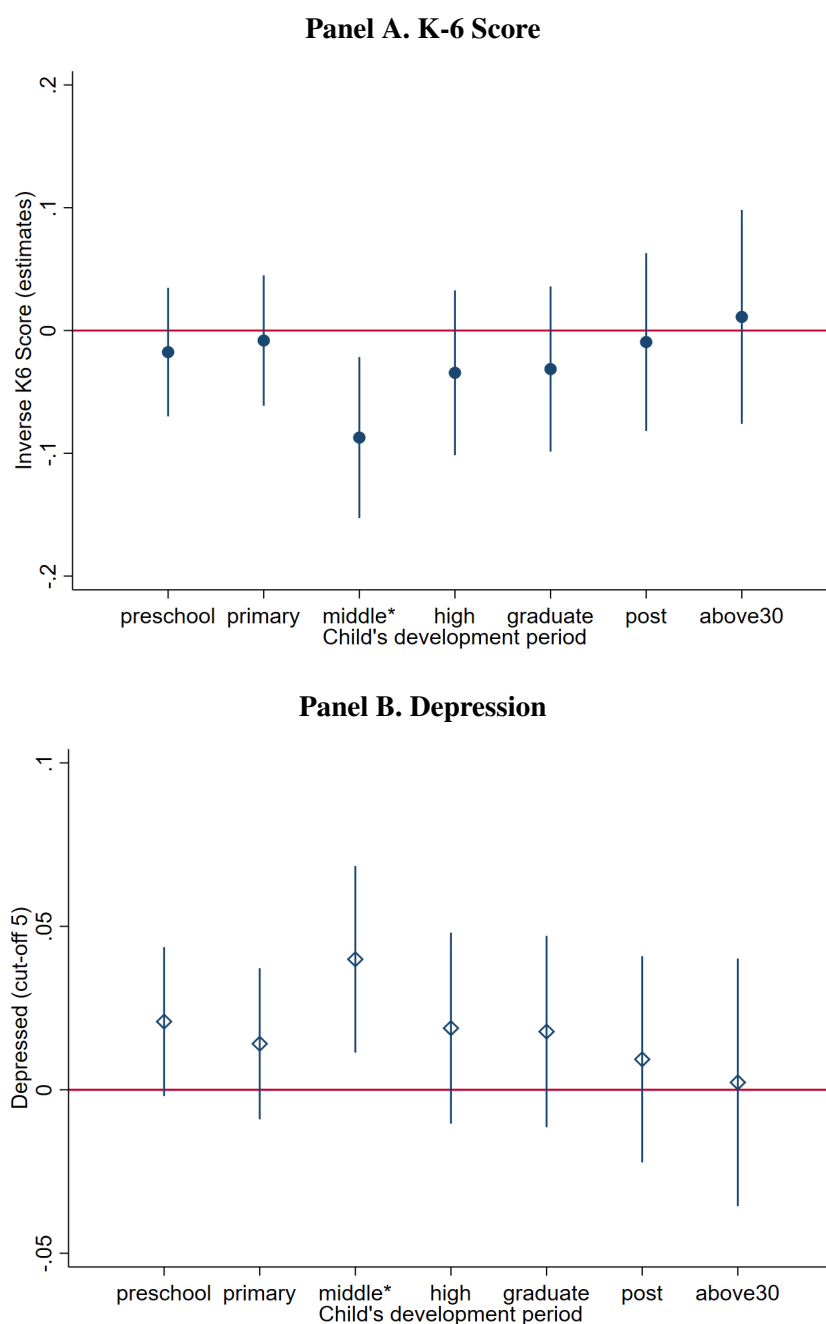 Panel A. K-6 Score
Inverse K6 Score (estimates)
.2
.1
0
-.1
-.2
preschool primary middle* high graduate post above30
Child's development period
Panel B. Depression
Depressed (cut-off 5)
.1
.05
0
-.05
preschool primary middle* high graduate post above30
Child's development period